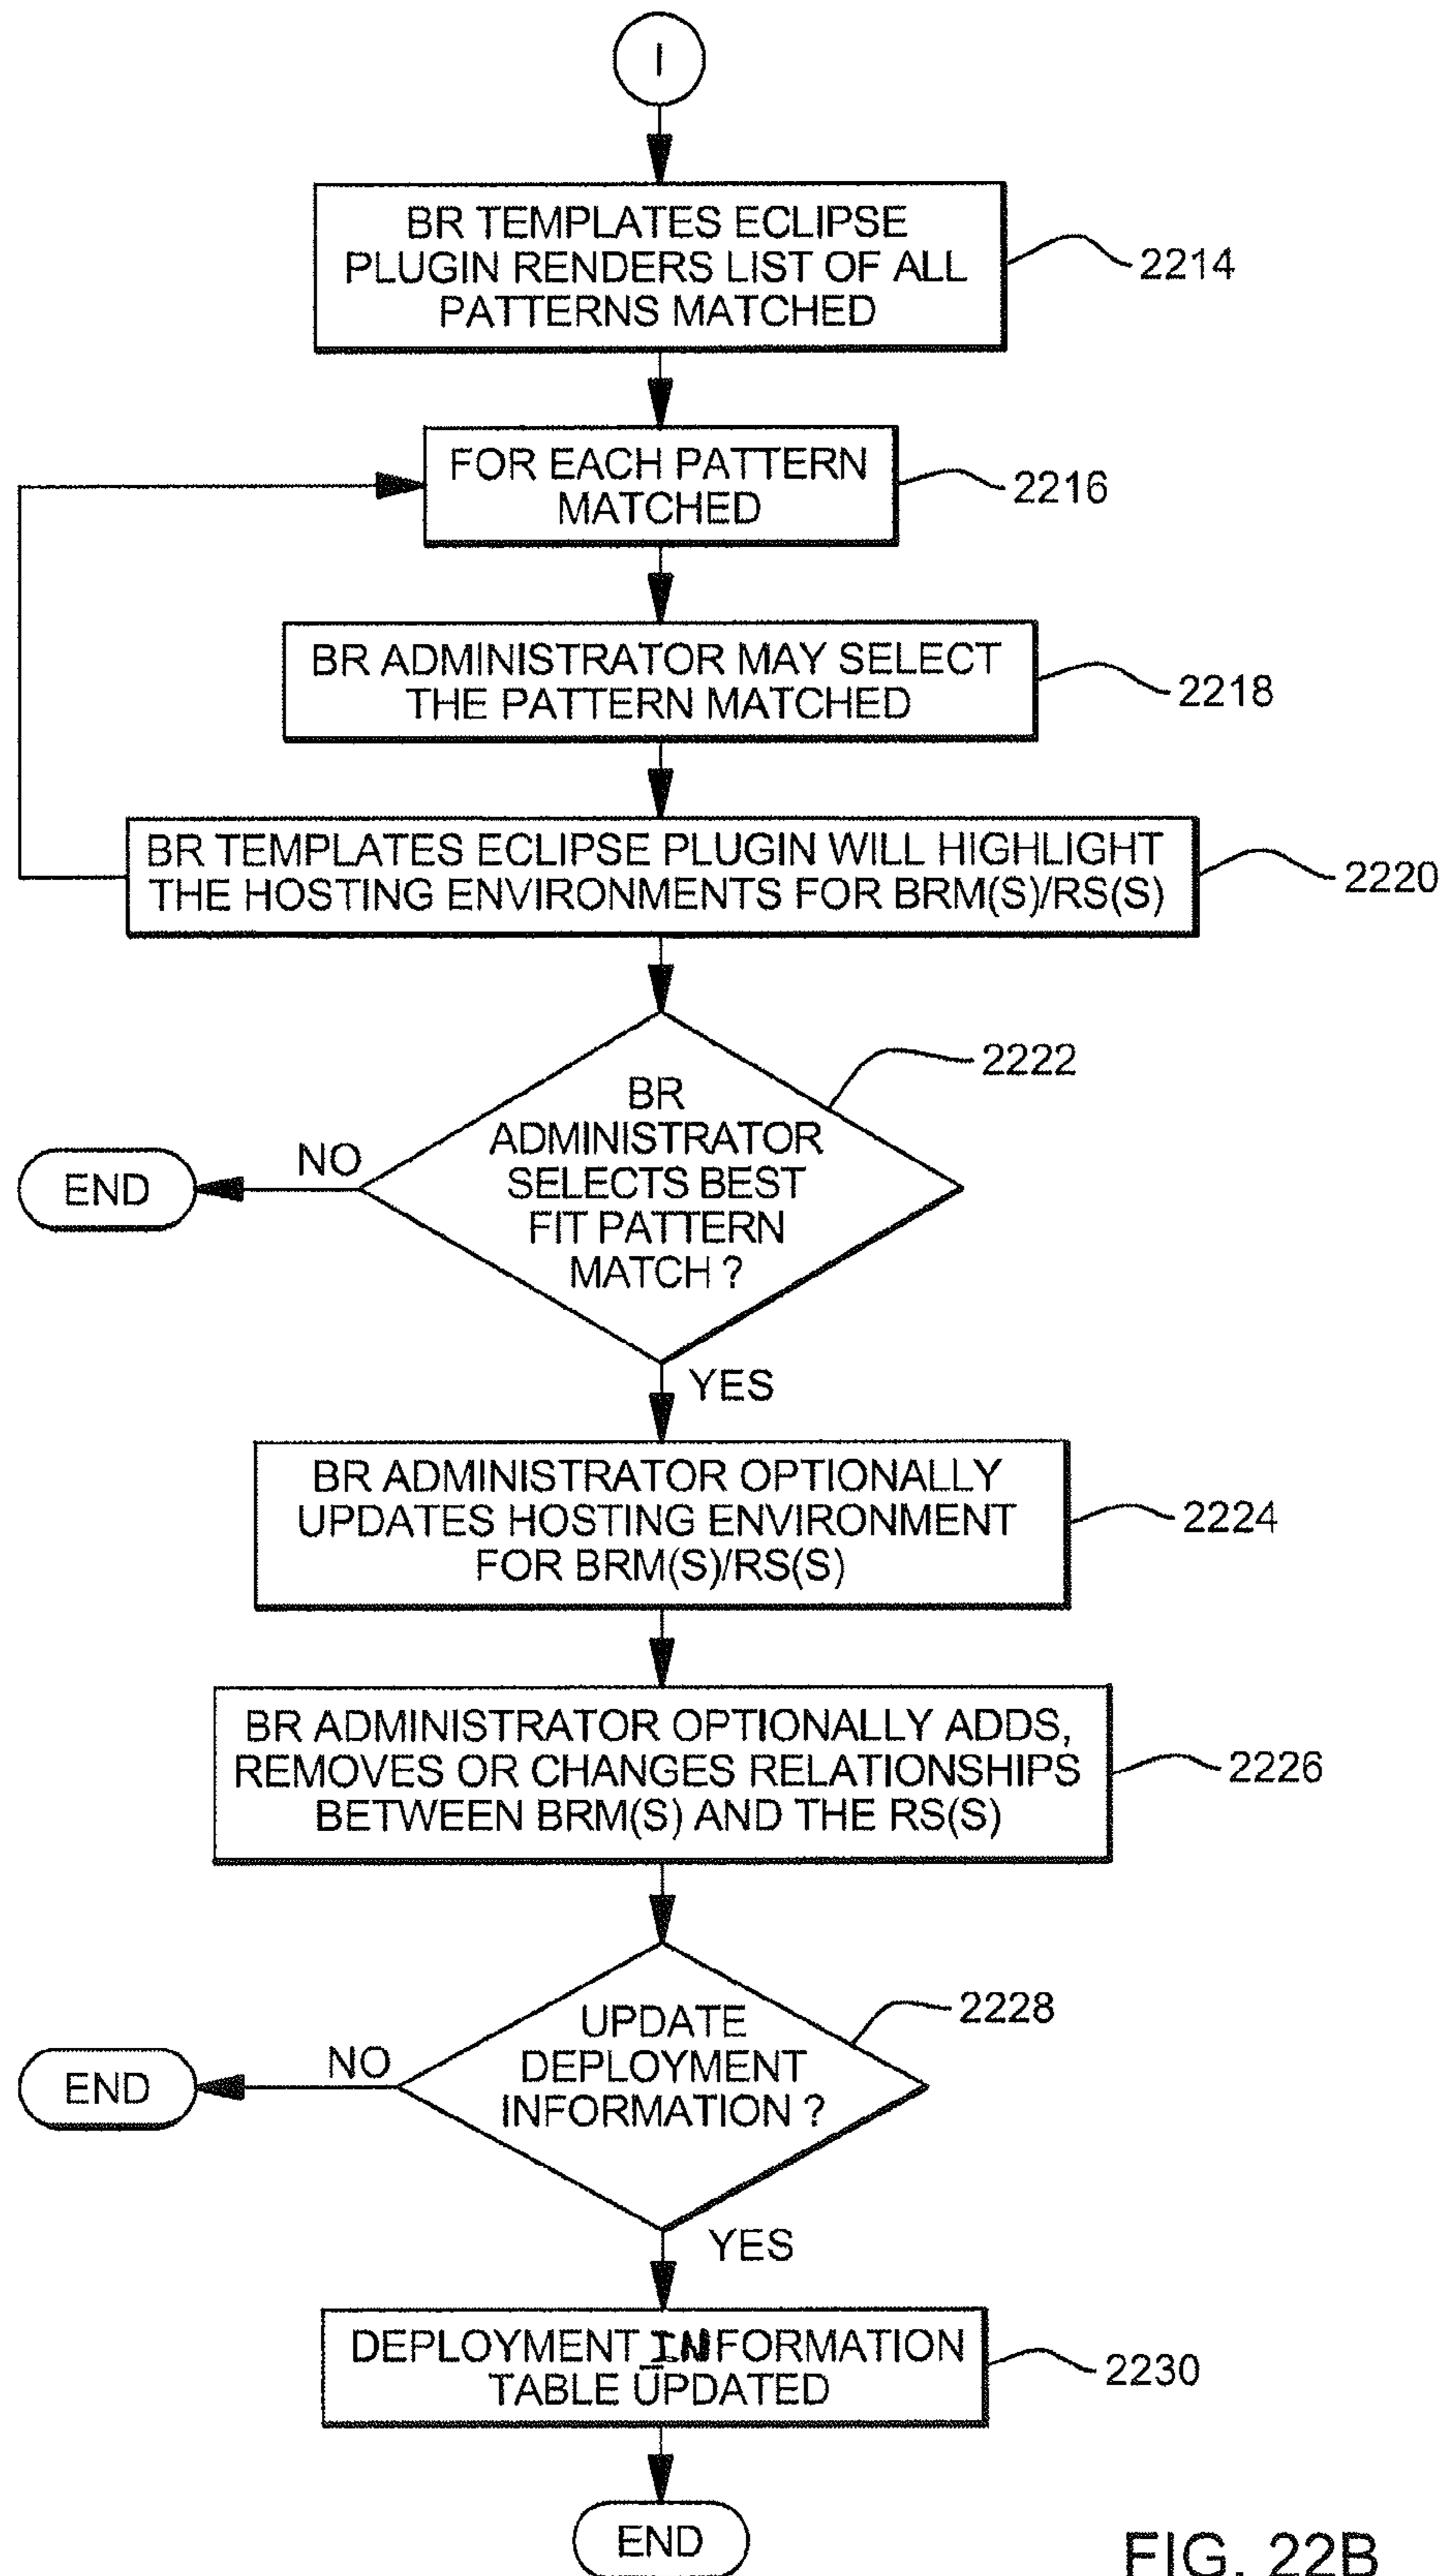 I
BR TEMPLATES ECLIPSE
PLUGIN RENDERS LIST OF ALL
PATTERNS MATCHED
2214
FOR EACH PATTERN
MATCHED
2216
BR ADMINISTRATOR MAY SELECT
THE PATTERN MATCHED
2218
BR TEMPLATES ECLIPSE PLUGIN WILL HIGHLIGHT
THE HOSTING ENVIRONMENTS FOR BRM(S)/RS(S)
2220
BR
ADMINISTRATOR
SELECTS BEST
FIT PATTERN
MATCH ?
2222
NO
END
YES
BR ADMINISTRATOR OPTIONALLY
UPDATES HOSTING ENVIRONMENT
FOR BRM(S)/RS(S)
2224
BR ADMINISTRATOR OPTIONALLY ADDS,
REMOVES OR CHANGES RELATIONSHIPS
BETWEEN BRM(S) AND THE RS(S)
2226
UPDATE
DEPLOYMENT
INFORMATION ?
2228
NO
END
YES
DEPLOYMENT INFORMATION
TABLE UPDATED
2230
END
FIG. 22B